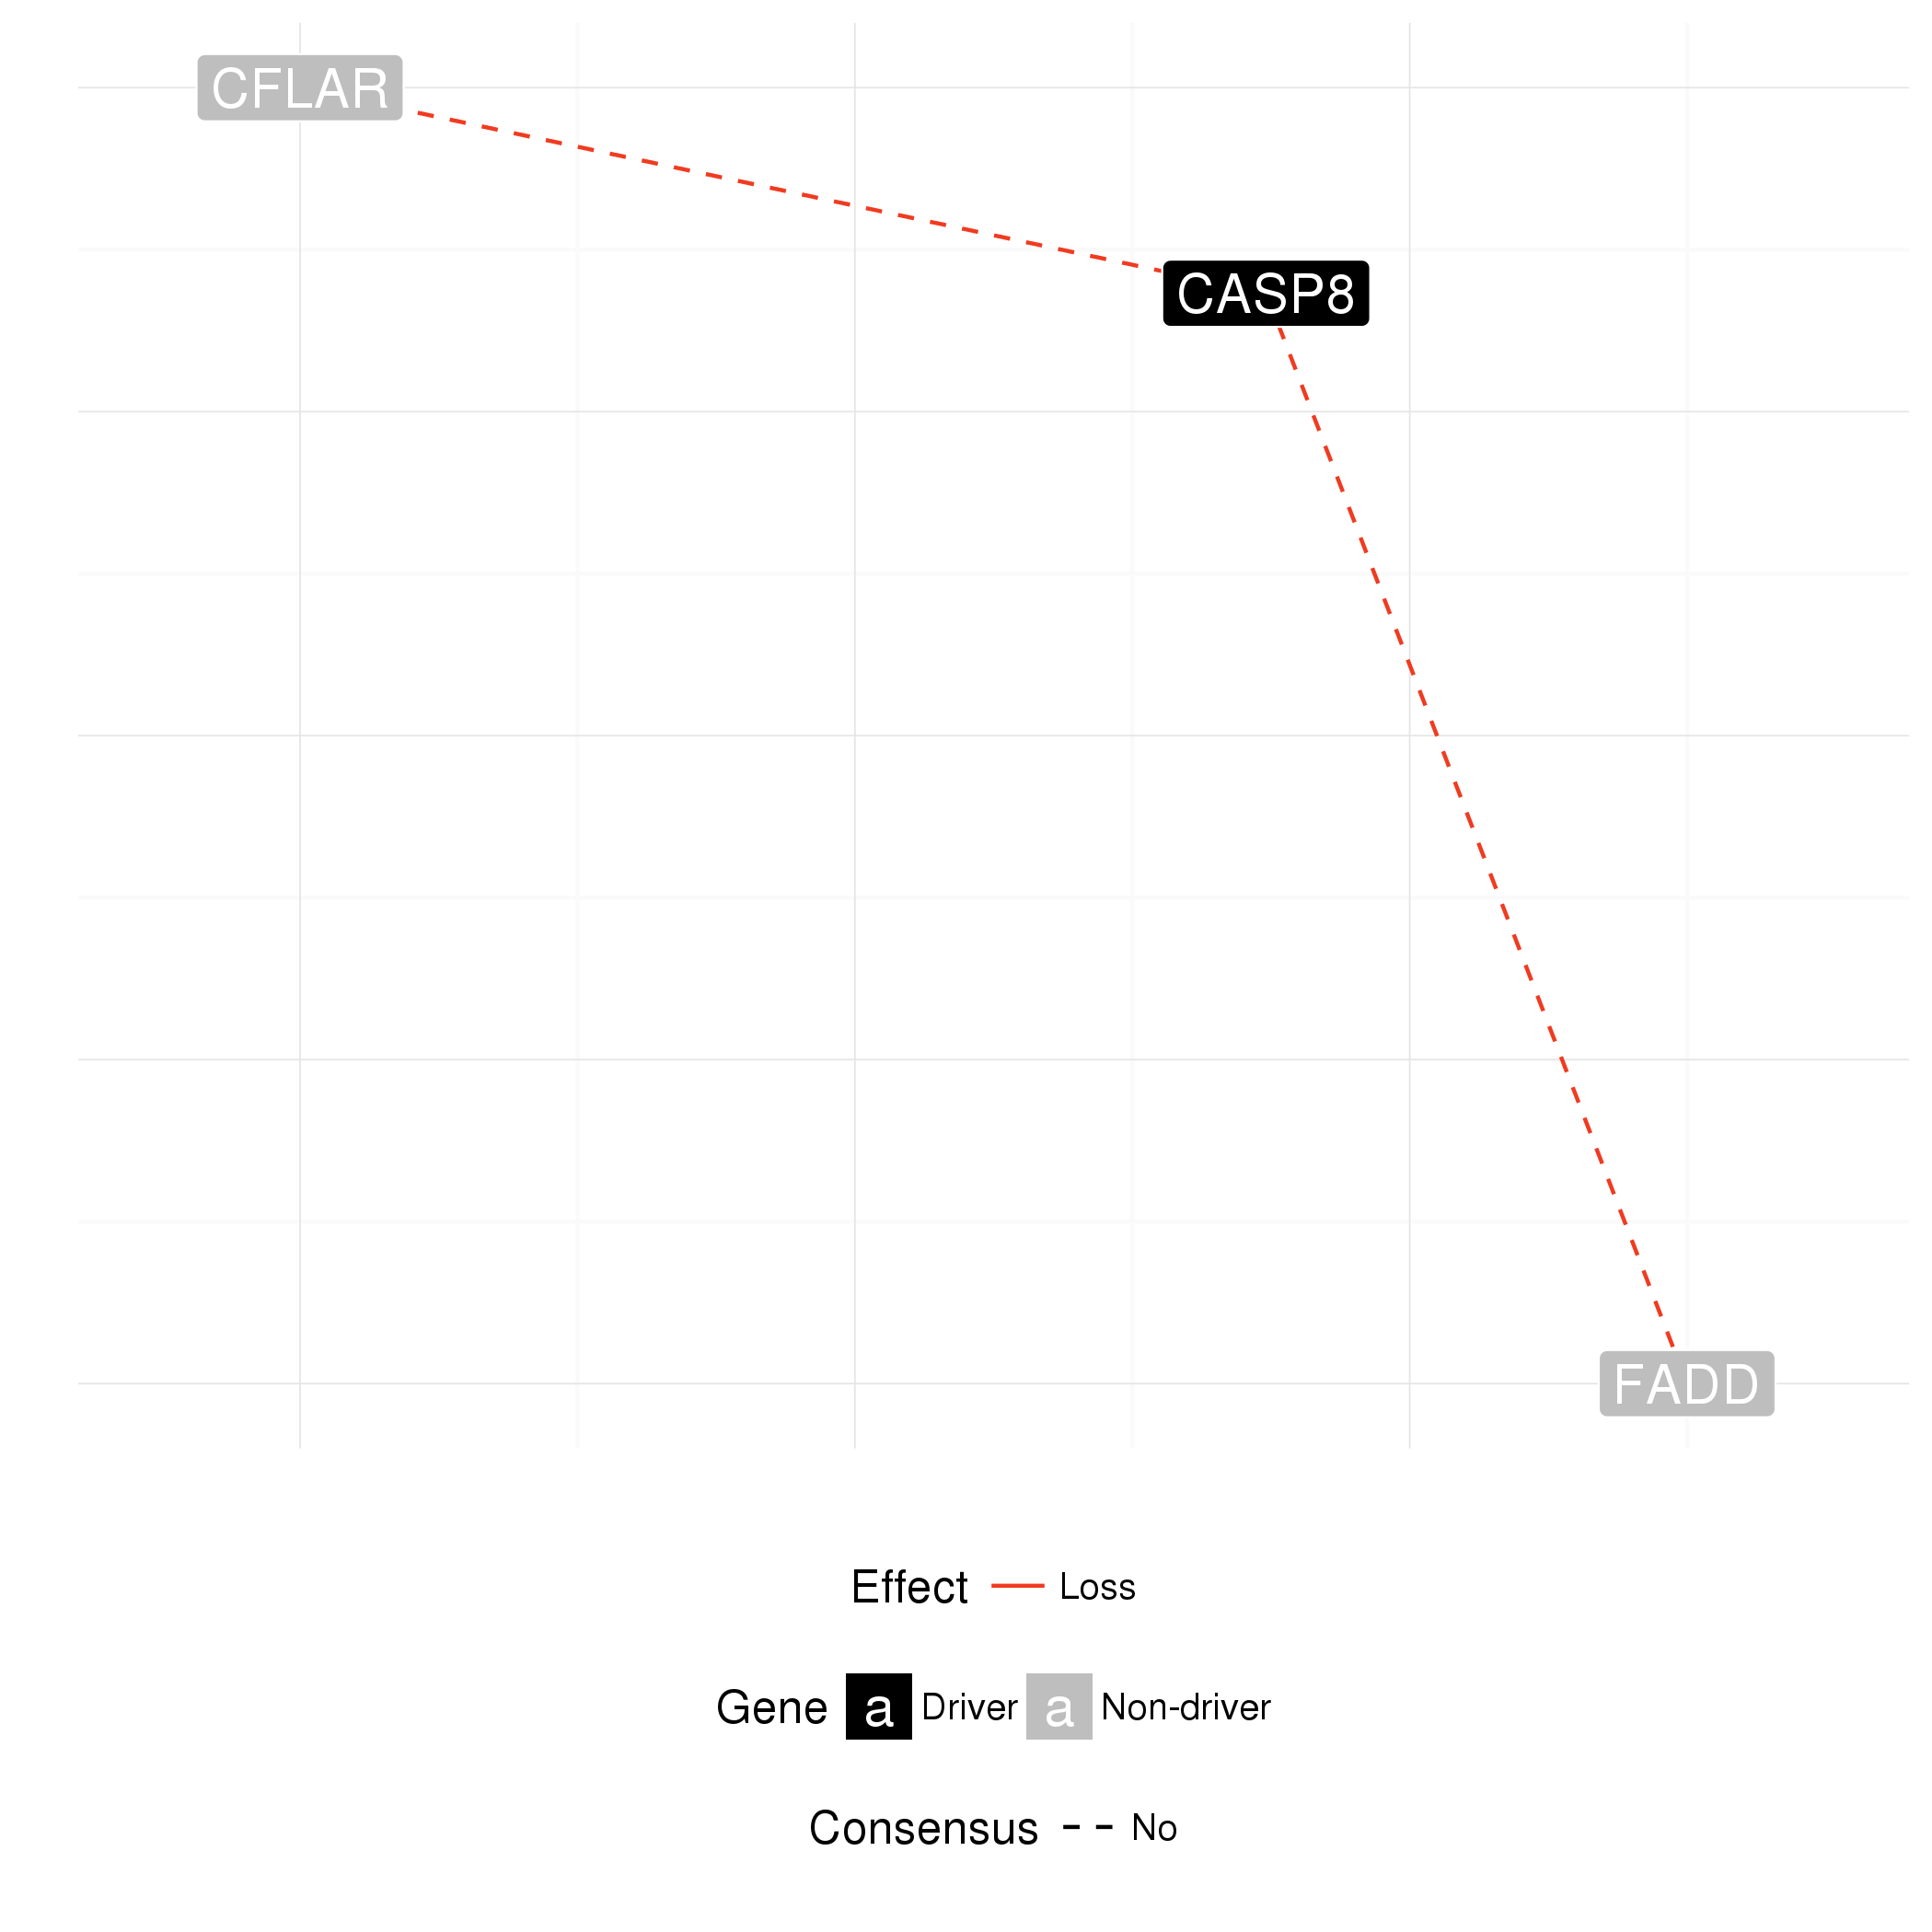 CFLAR
CASP8
FADD
Effect Loss
Gene a Driver a Non-driver
Consensus No